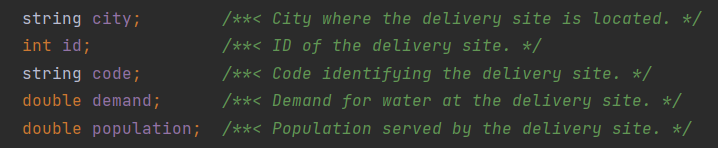 string city;         /**< City where the delivery site is located. */
int id;              /**< ID of the delivery site. */
string code;         /**< Code identifying the delivery site. */
double demand;       /**< Demand for water at the delivery site. */
double population;   /**< Population served by the delivery site. */